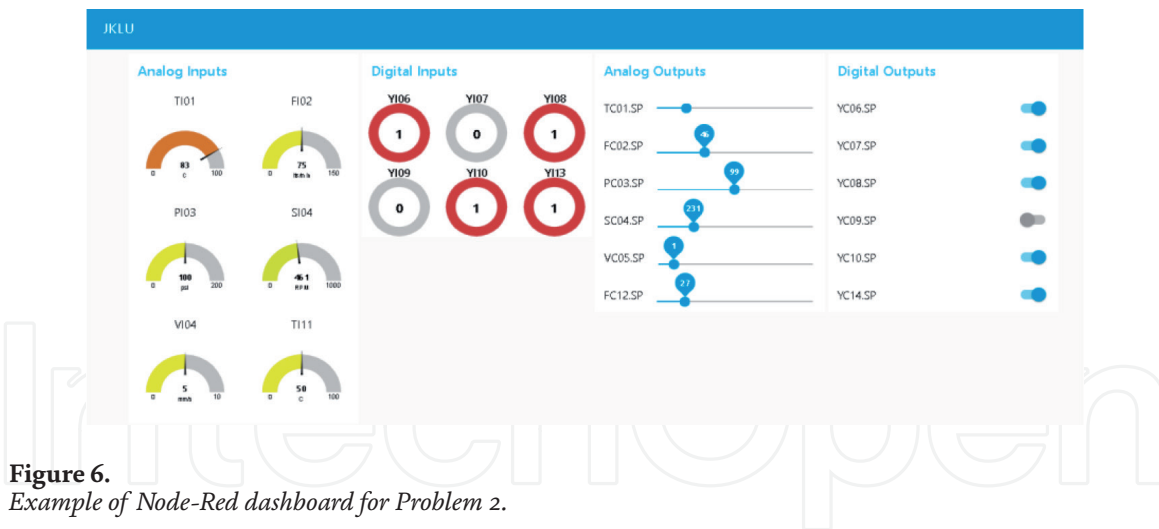 JKLU
Analog Inputs
TI01 FI02
83
0 C 100
75
0 150
PI03 SI04
100
0 psi 200
461
0 RPM 1000
VI04 TI11
5
0 mm/s 10
50
0 C 100
Digital Inputs
YI06 YI07 YI08
1 0 1
YI09 YI10 YI13
0 1 1
Analog Outputs
TC01.SP
FC02.SP 46
PC03.SP 99
SC04.SP 231
VC05.SP 1
FC12.SP 27
Digital Outputs
YC06.SP
YC07.SP
YC08.SP
YC09.SP
YC10.SP
YC14.SP
IntechOpen
Figure 6.
Example of Node-Red dashboard for Problem 2.